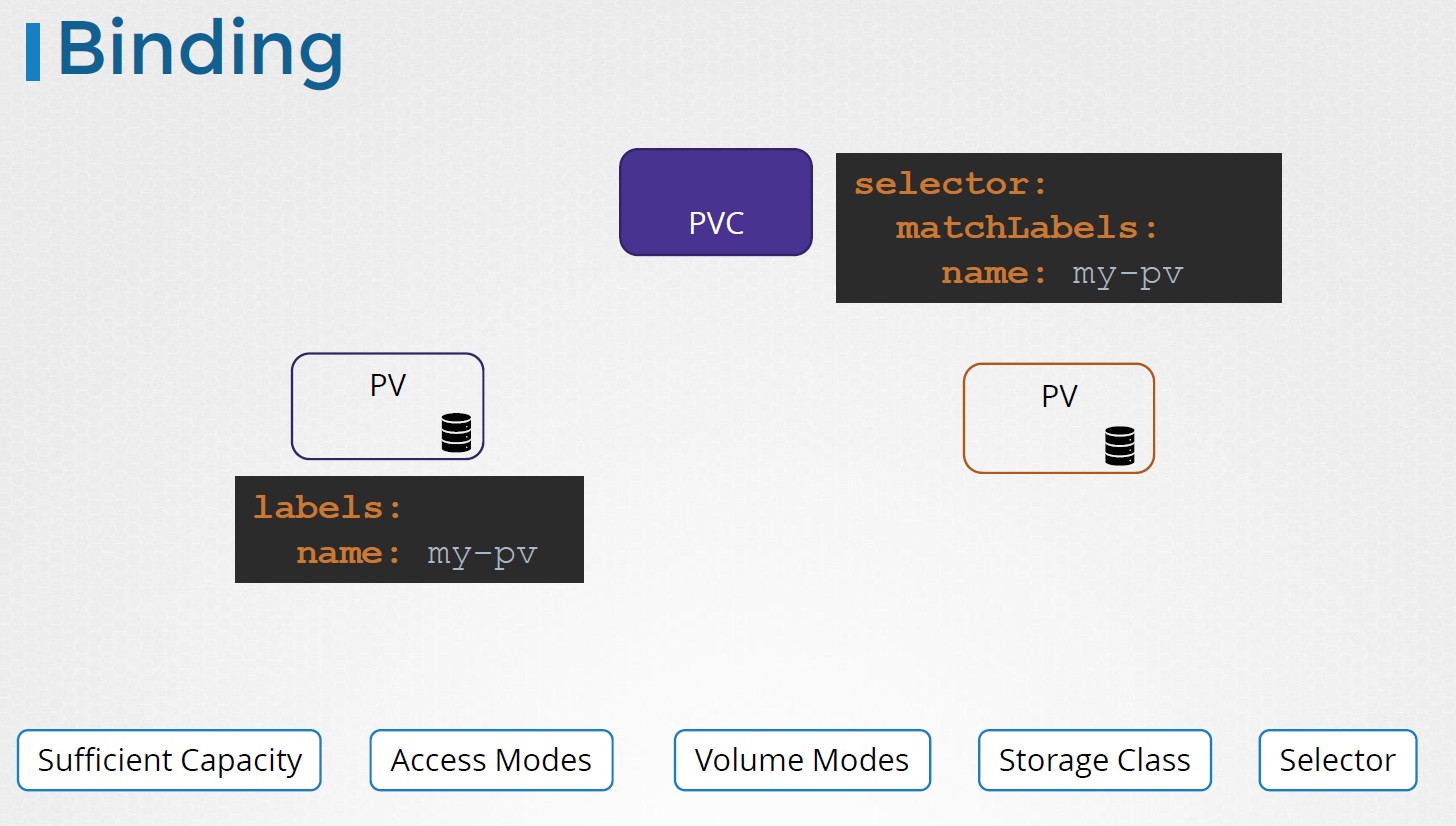 Binding
PVC
selector:
  matchLabels:
    name: my-pv
PV
PV
labels:
  name: my-pv
Sufficient Capacity
Access Modes
Volume Modes
Storage Class
Selector